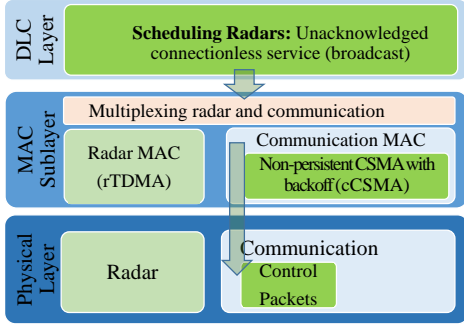 DLC
Layer
Scheduling Radars: Unacknowledged
connectionless service (broadcast)
MAC
Sublayer
Multiplexing radar and communication
Radar MAC
(rTDMA)
Communication MAC
Non-persistent CSMA with
backoff (cCSMA)
Physical
Layer
Radar
Communication
Control
Packets